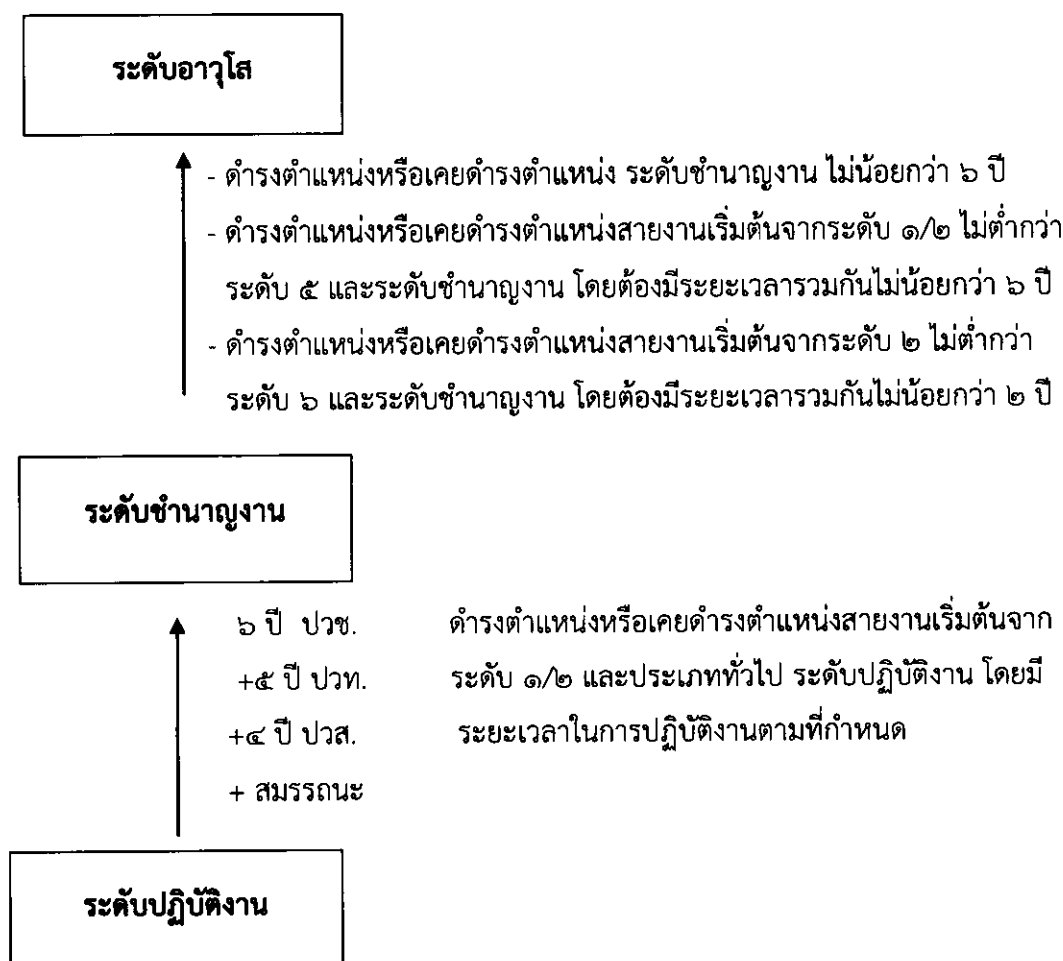 ระดับอาวุโส
- ดำรงตำแหน่งหรือเคยดำรงตำแหน่ง ระดับชำนาญงาน ไม่น้อยกว่า ๖ ปี
- ดำรงตำแหน่งหรือเคยดำรงตำแหน่งสายงานเริ่มต้นจากระดับ ๑/๒ ไม่ต่ำกว่า
ระดับ ๕ และระดับชำนาญงาน โดยต้องมีระยะเวลารวมกันไม่น้อยกว่า ๖ ปี
- ดำรงตำแหน่งหรือเคยดำรงตำแหน่งสายงานเริ่มต้นจากระดับ ๒ ไม่ต่ำกว่า
ระดับ ๖ และระดับชำนาญงาน โดยต้องมีระยะเวลารวมกันไม่น้อยกว่า ๒ ปี
ระดับชำนาญงาน
๖ ปี ปวช. ดำรงตำแหน่งหรือเคยดำรงตำแหน่งสายงานเริ่มต้นจาก
+๕ ปี ปวท. ระดับ ๑/๒ และประเภททั่วไป ระดับปฏิบัติงาน โดยมี
+๔ ปี ปวส. ระยะเวลาในการปฏิบัติงานตามที่กำหนด
+ สมรรถนะ
ระดับปฏิบัติงาน